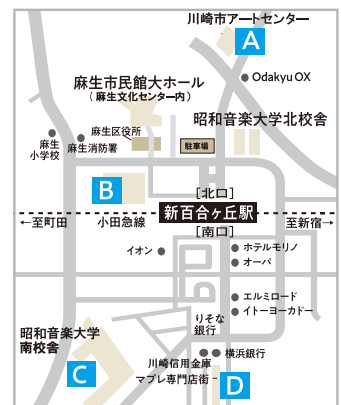 川崎市アートセンター
A
Odakyu OX
麻生市民館大ホール
（麻生文化センター内）
昭和音楽大学北校舎
麻生区役所
麻生
小学校
麻生消防署
駐車場
B
[北口]
新百合ヶ丘駅
←至町田
小田急線
至新宿→
[南口]
イオン
ホテルモリノ
オーパ
エルミロード
イトーヨーカドー
りそな
銀行
昭和音楽大学
南校舎
横浜銀行
川崎信用金庫
マプレ専門店街
C
D